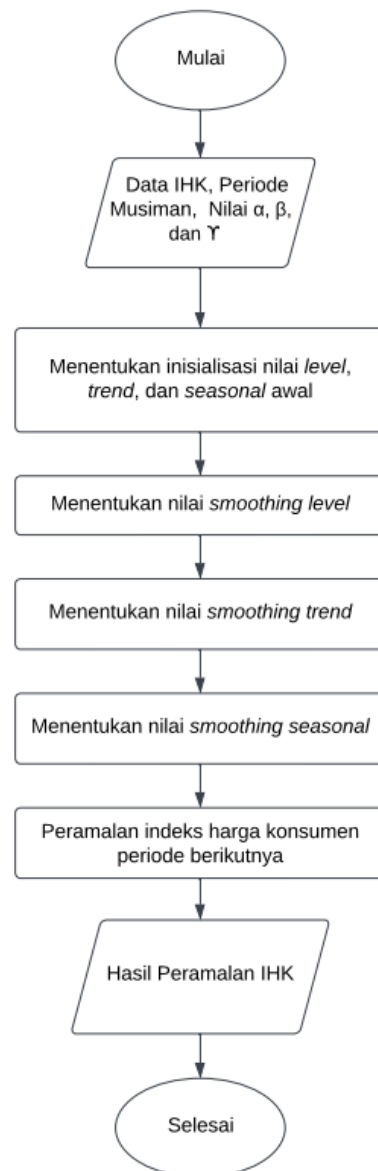 Mulai
Data IHK, Periode
Musiman, Nilai α, β,
dan ϒ
Menentukan inisialisasi nilai level,
trend, dan seasonal awal
Menentukan nilai smoothing level
Menentukan nilai smoothing trend
Menentukan nilai smoothing seasonal
Peramalan indeks harga konsumen
periode berikutnya
Hasil Peramalan IHK
Selesai